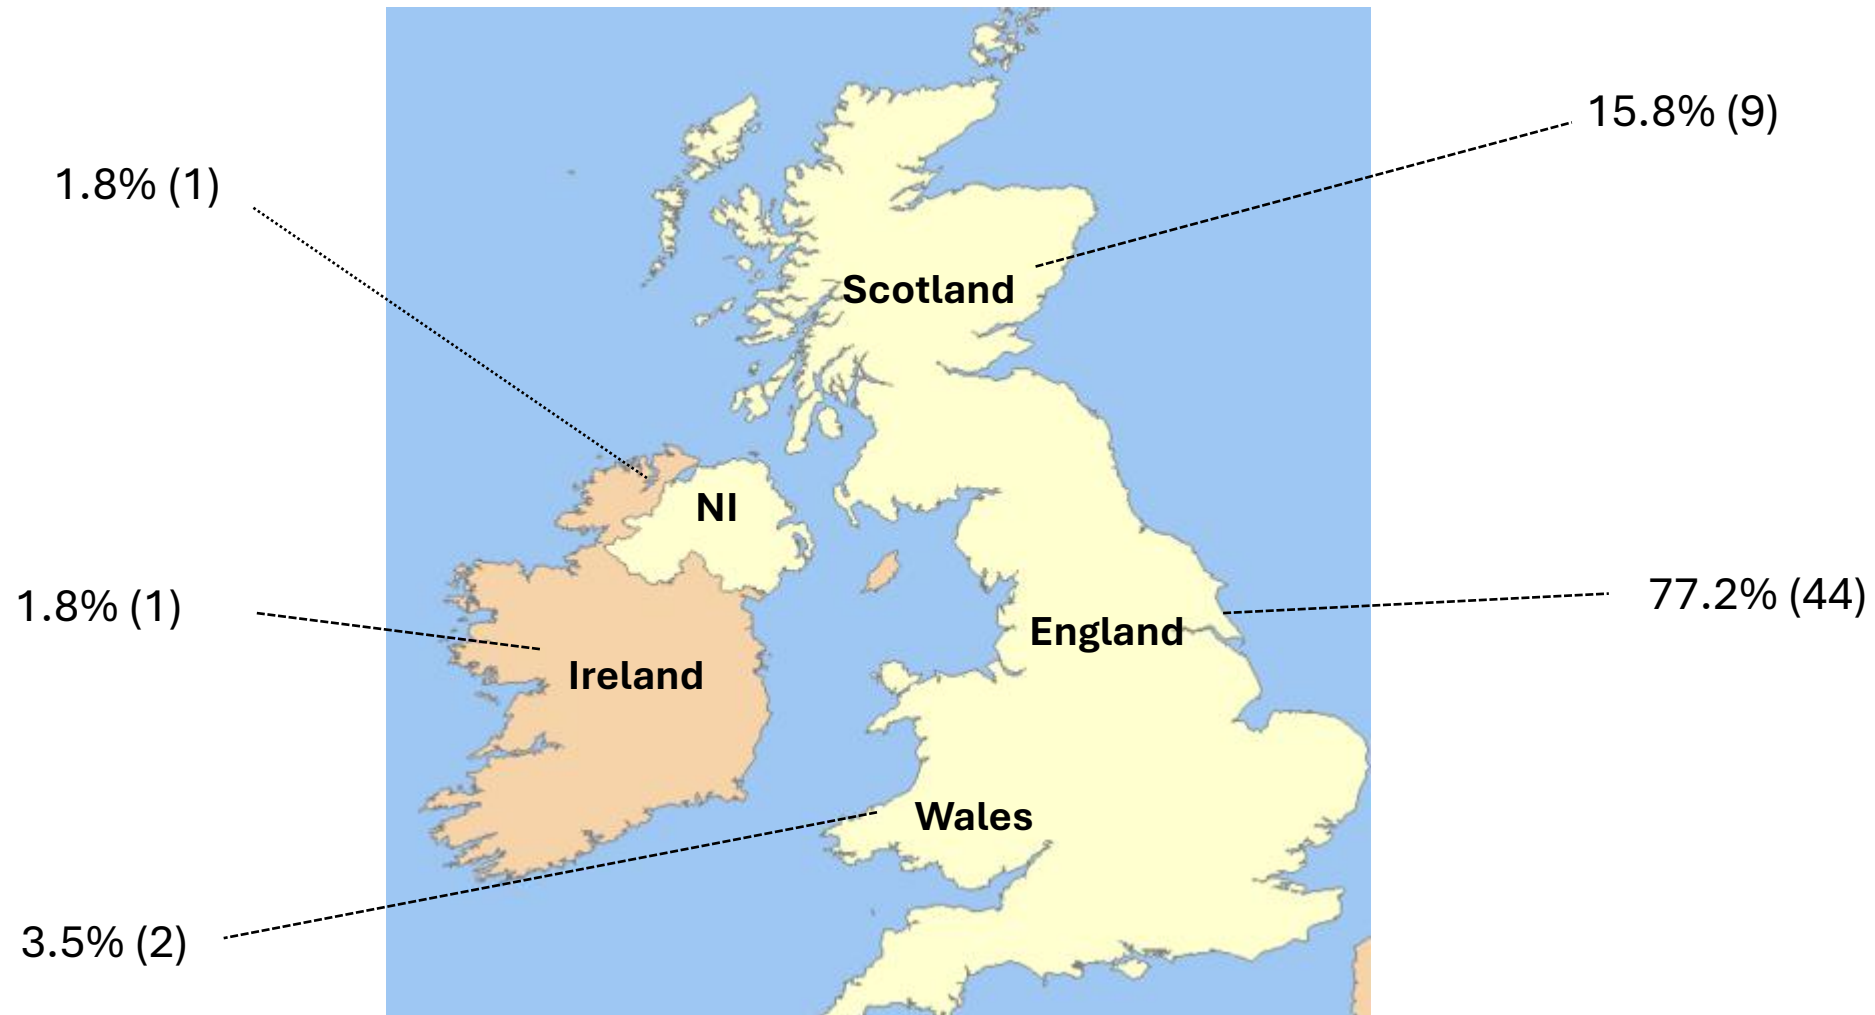 15.8% (9)
1.8% (1)
Scotland
NI
1.8% (1)
77.2% (44)
England
Ireland
Wales
3.5% (2)